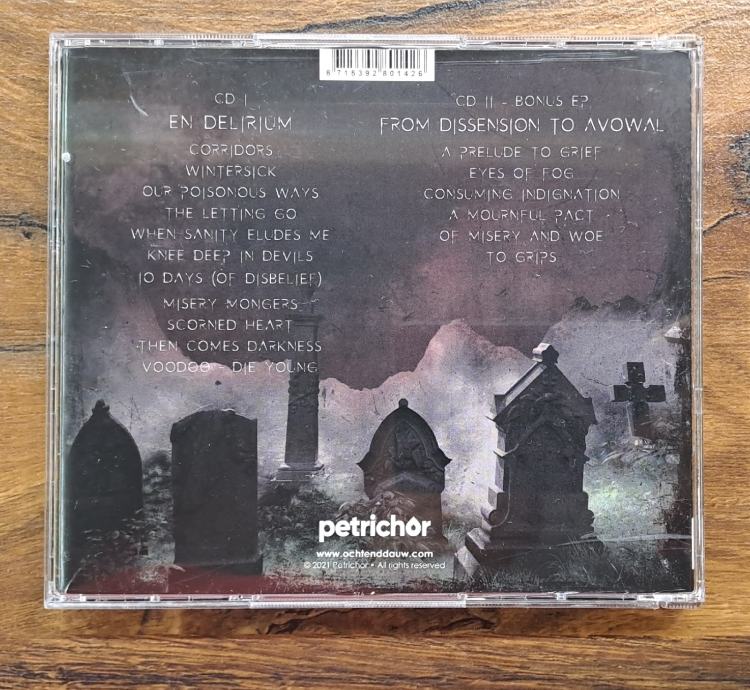 8 715392 801426
CD I
EN DELIRIUM
CORRIDORS
WINTERSICK
OUR POISONOUS WAYS
THE LETTING GO
WHEN SANITY ELUDES ME
KNEE DEEP IN DEVILS
10 DAYS (OF DISBELIEF)
MISERY MONGERS
SCORNED HEART
THEN COMES DARKNESS
VOODOO - DIE YOUNG
CD II - BONUS EP
FROM DISSENSION TO AVOWAL
A PRELUDE TO GRIEF
EYES OF FOG
CONSUMING INDIGNATION
A MOURNFUL PACT
OF MISERY AND WOE
TO GRIPS
petrichor
www.ochtenddauw.com
© 2021 Petrichor • All rights reserved